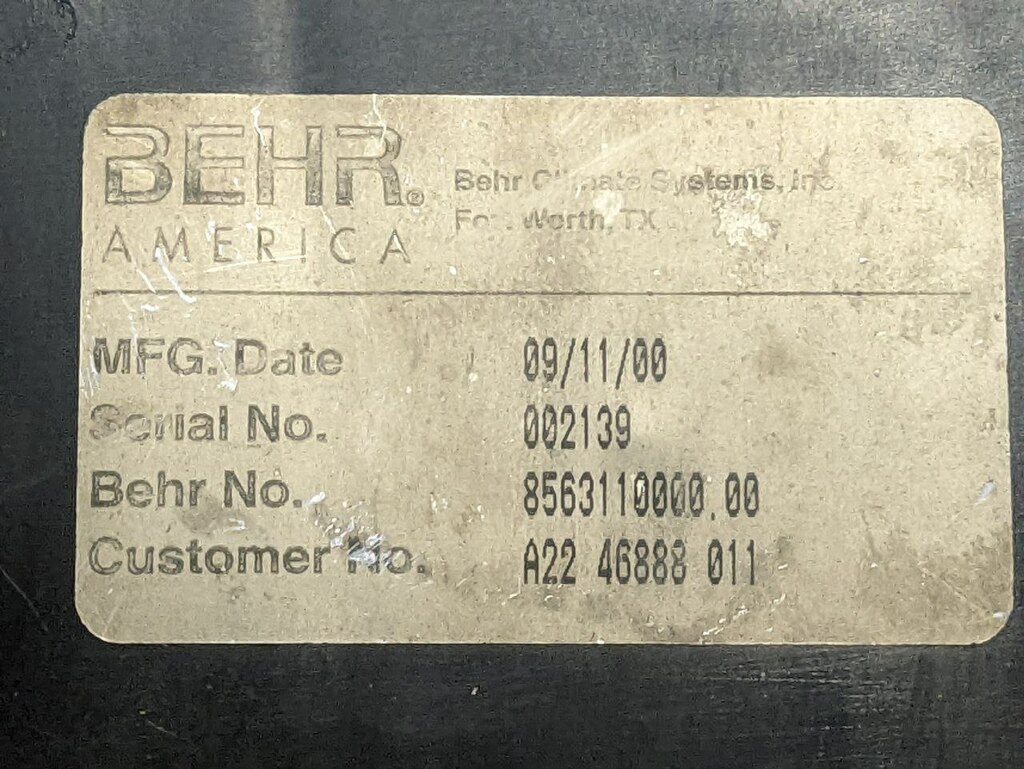 BEHR®
AMERICA
Behr Climate Systems, Inc.
Fort Worth, TX
MFG. Date 09/11/00
Serial No. 002139
Behr No. 8563110000.00
Customer No. A22 46888 011